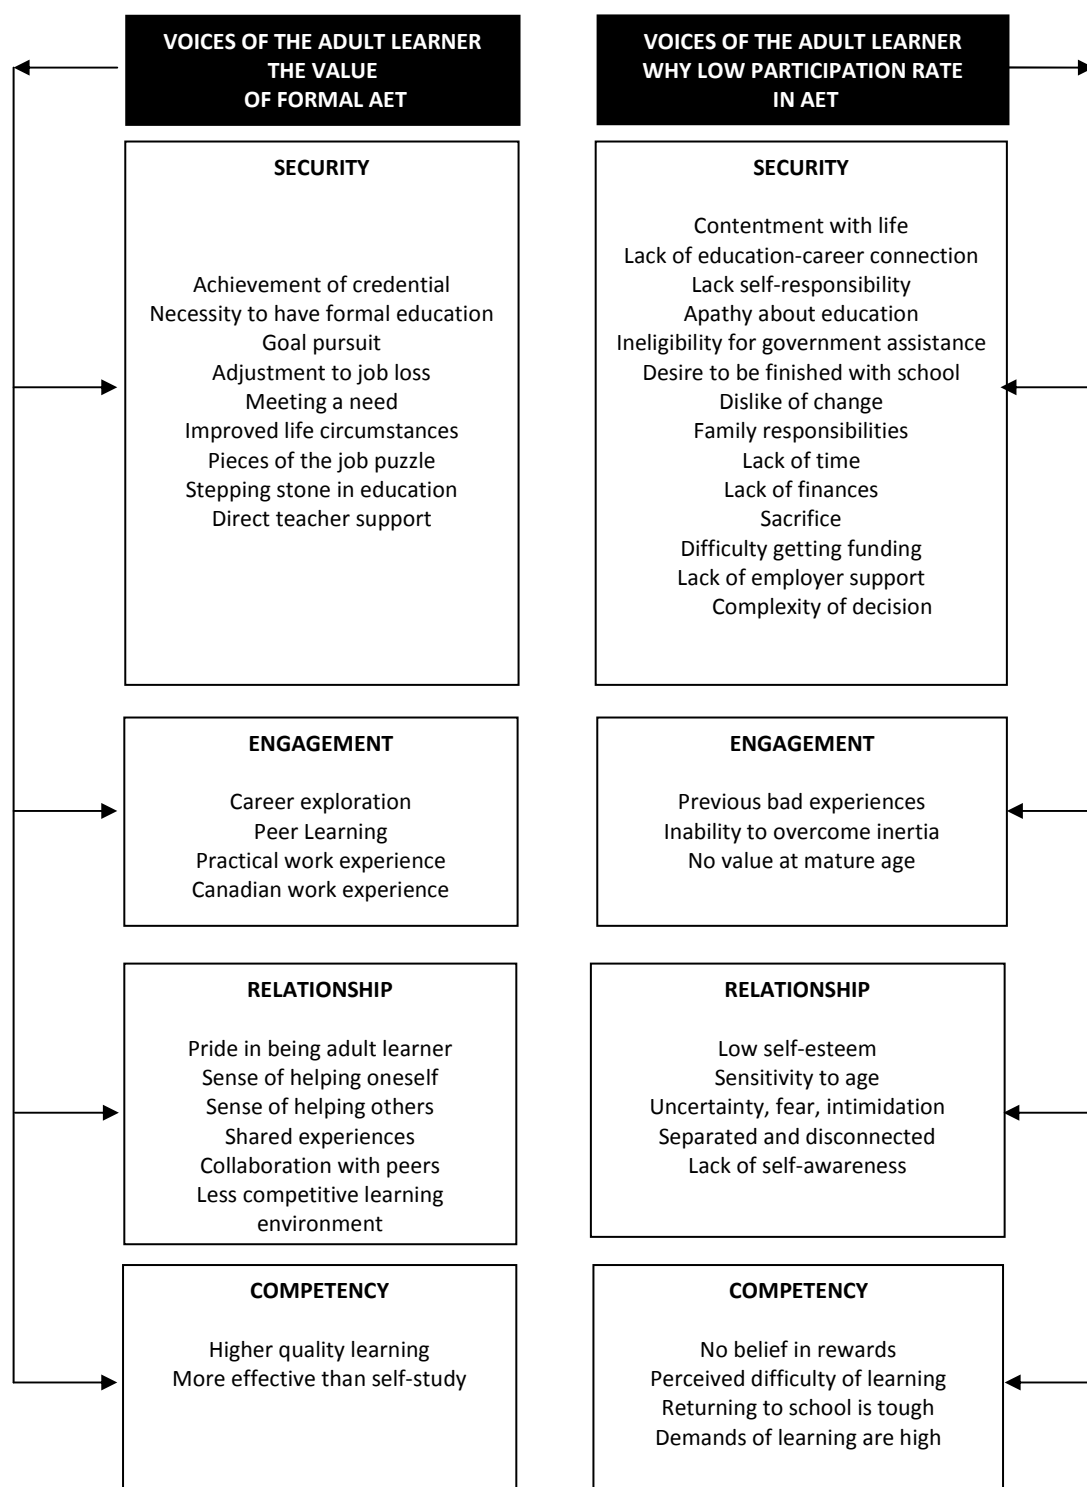 VOICES OF THE ADULT LEARNER
THE VALUE
OF FORMAL AET
SECURITY
Achievement of credential
Necessity to have formal education
Goal pursuit
Adjustment to job loss
Meeting a need
Improved life circumstances
Pieces of the job puzzle
Stepping stone in education
Direct teacher support
ENGAGEMENT
Career exploration
Peer Learning
Practical work experience
Canadian work experience
RELATIONSHIP
Pride in being adult learner
Sense of helping oneself
Sense of helping others
Shared experiences
Collaboration with peers
Less competitive learning
environment
COMPETENCY
Higher quality learning
More effective than self-study
VOICES OF THE ADULT LEARNER
WHY LOW PARTICIPATION RATE
IN AET
SECURITY
Contentment with life
Lack of education-career connection
Lack self-responsibility
Apathy about education
Ineligibility for government assistance
Desire to be finished with school
Dislike of change
Family responsibilities
Lack of time
Lack of finances
Sacrifice
Difficulty getting funding
Lack of employer support
Complexity of decision
ENGAGEMENT
Previous bad experiences
Inability to overcome inertia
No value at mature age
RELATIONSHIP
Low self-esteem
Sensitivity to age
Uncertainty, fear, intimidation
Separated and disconnected
Lack of self-awareness
COMPETENCY
No belief in rewards
Perceived difficulty of learning
Returning to school is tough
Demands of learning are high